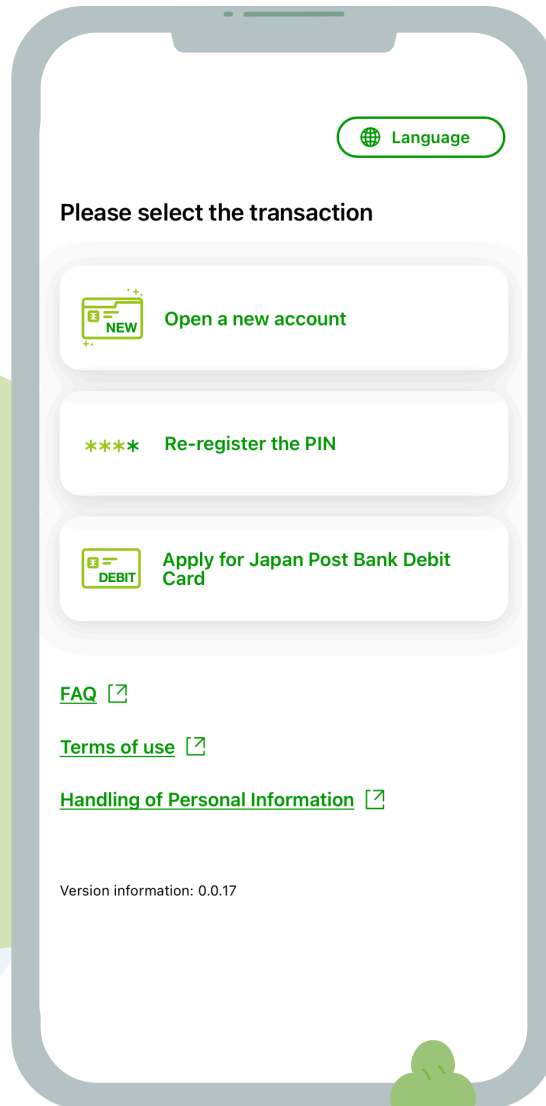 Language
Please select the transaction
NEW
Open a new account
****
Re-register the PIN
DEBIT
Apply for Japan Post Bank Debit
Card
FAQ
Terms of use
Handling of Personal Information
Version information: 0.0.17